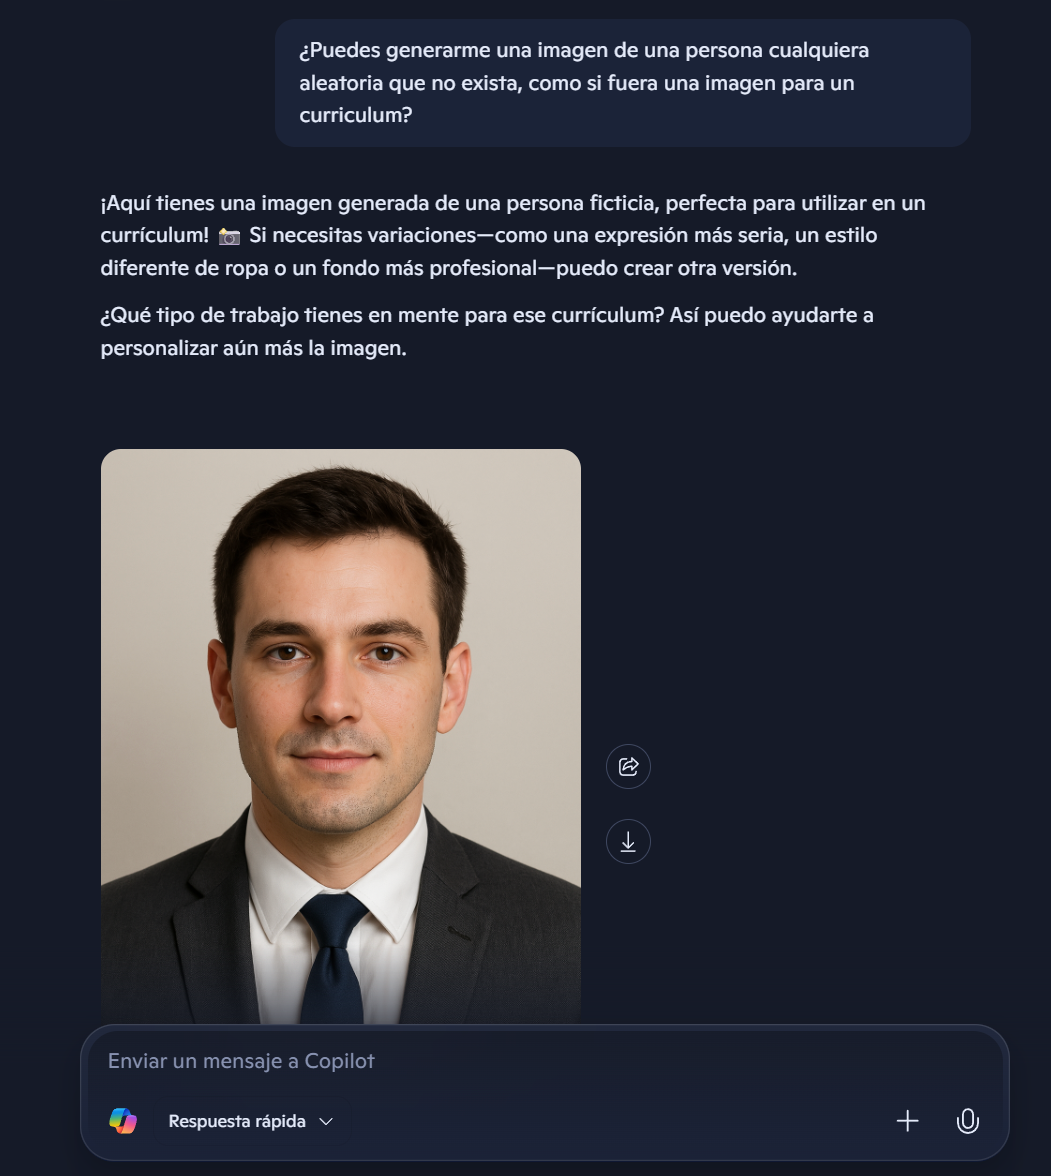 ¿Puedes generarme una imagen de una persona cualquiera
aleatoria que no exista, como si fuera una imagen para un
curriculum?
¡Aquí tienes una imagen generada de una persona ficticia, perfecta para utilizar en un
currículum! 📸 Si necesitas variaciones—como una expresión más seria, un estilo
diferente de ropa o un fondo más profesional—puedo crear otra versión.
¿Qué tipo de trabajo tienes en mente para ese currículum? Así puedo ayudarte a
personalizar aún más la imagen.
Enviar un mensaje a Copilot
Respuesta rápida